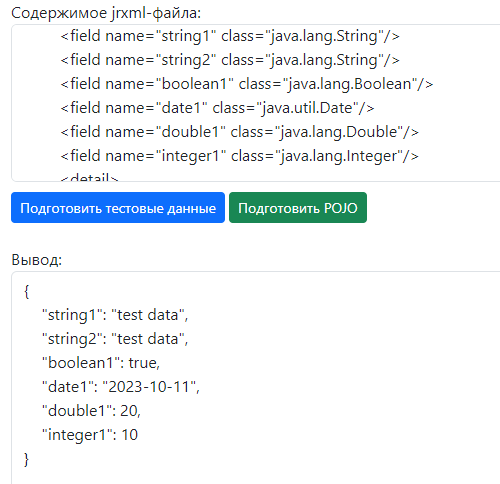 Содержимое jrxml-файла:
<field name="string1" class="java.lang.String"/>
<field name="string2" class="java.lang.String"/>
<field name="boolean1" class="java.lang.Boolean"/>
<field name="date1" class="java.util.Date"/>
<field name="double1" class="java.lang.Double"/>
<field name="integer1" class="java.lang.Integer"/>
<detail>
Подготовить тестовые данные Подготовить POJO
Вывод:
{
"string1": "test data",
"string2": "test data",
"boolean1": true,
"date1": "2023-10-11",
"double1": 20,
"integer1": 10
}